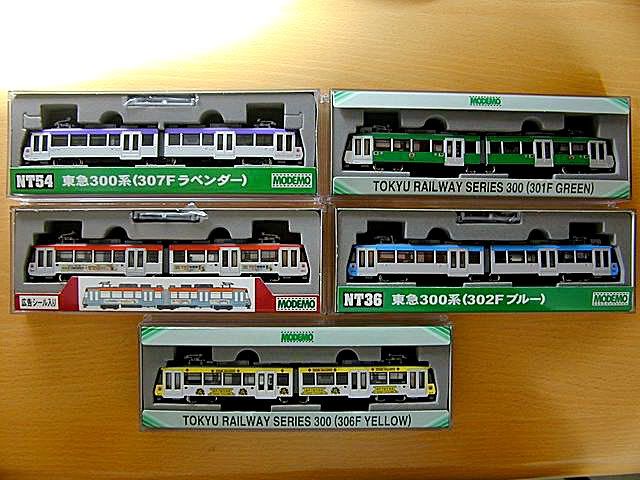 NT54 東急300系(307Fラベンダー) MODEMO
MODEMO
TOKYU RAILWAY SERIES 300 (301F GREEN)
広告シール入り MODEMO
NT36 東急300系(302Fブルー) MODEMO
MODEMO
TOKYU RAILWAY SERIES 300 (306F YELLOW)